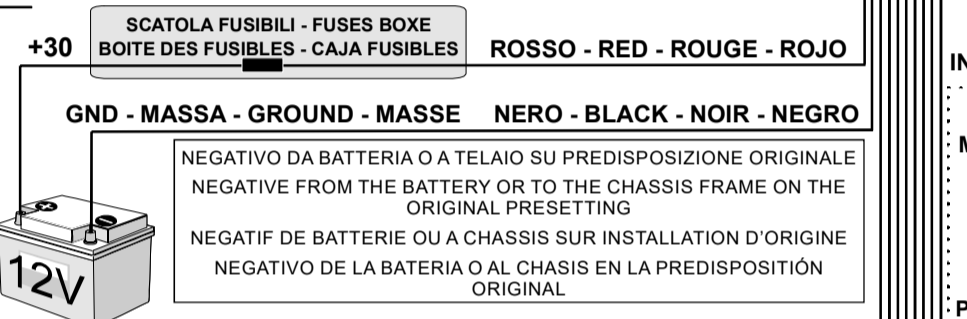 SCATOLA FUSIBILI - FUSES BOXE
+30 BOITE DES FUSIBLES - CAJA FUSIBLES ROSSO - RED - ROUGE - ROJO
GND - MASSA - GROUND - MASSE NERO - BLACK - NOIR - NEGRO
NEGATIVO DA BATTERIA O A TELAIO SU PREDISPOSIZIONE ORIGINALE
NEGATIVE FROM THE BATTERY OR TO THE CHASSIS FRAME ON THE
ORIGINAL PRESETTING
NEGATIF DE BATTERIE OU A CHASSIS SUR INSTALLATION D'ORIGINE
NEGATIVO DE LA BATERIA O AL CHASIS EN LA PREDISPOSITIÓN
ORIGINAL
12V